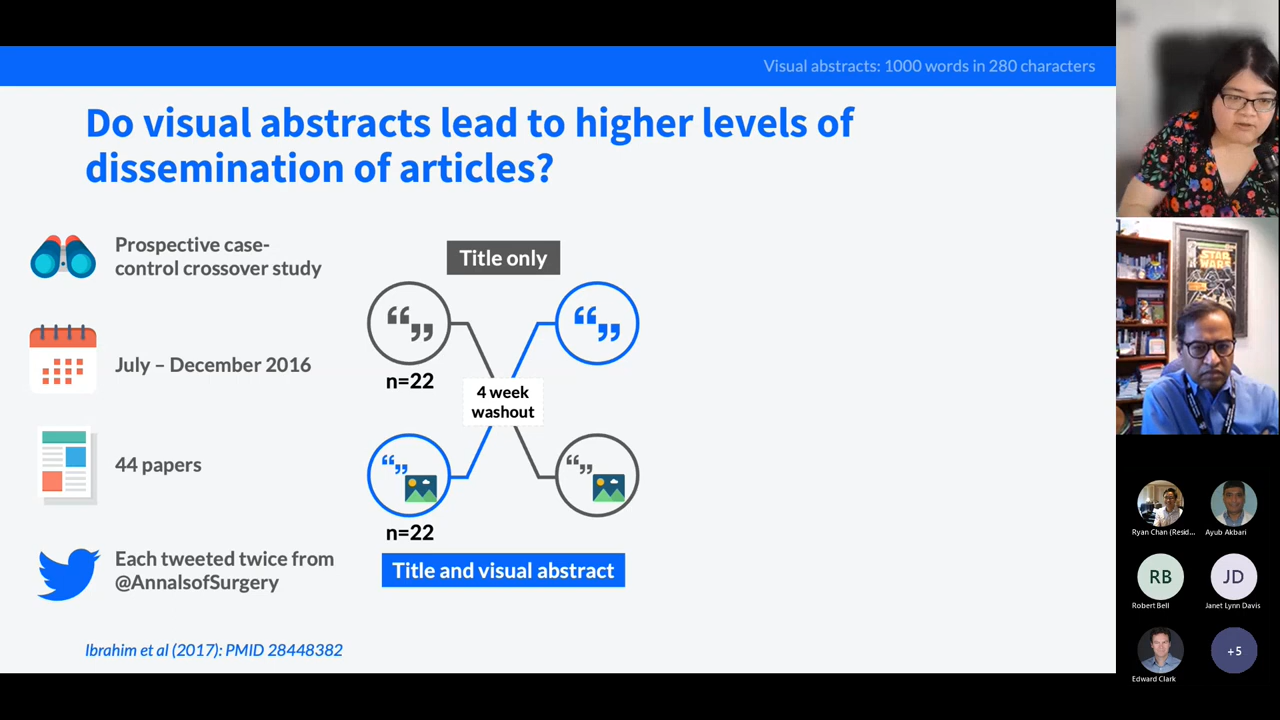 Visual abstracts: 1000 words in 280 characters
Do visual abstracts lead to higher levels of
dissemination of articles?
Prospective case-
control crossover study
July – December 2016
44 papers
Each tweeted twice from
@AnnalsofSurgery
Title only
n=22
4 week
washout
n=22
Title and visual abstract
Ibrahim et al (2017): PMID 28448382
STAR
WARS
Ryan Chan (Resid...
Ayub Akbari
RB
Robert Bell
JD
Janet Lynn Davis
Edward Clark
+5